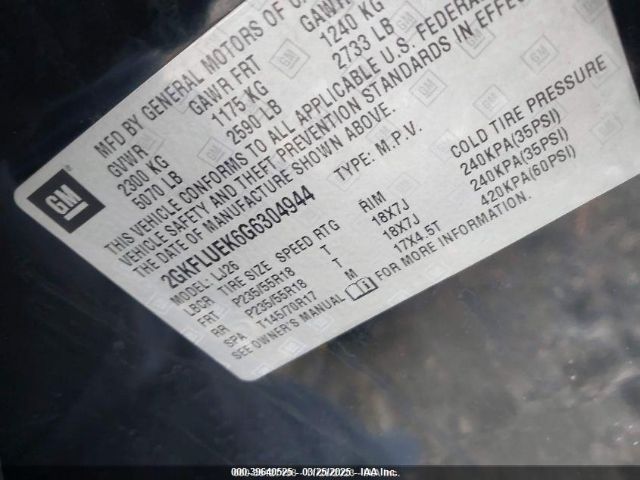 MFD BY GENERAL MOTORS OF
GVWR GAWR FRT GAWR
2300 KG 1175 KG 1240 KG
5070 LB 2590 LB 2733 LB
THIS VEHICLE CONFORMS TO ALL APPLICABLE U.S. FEDERAL
VEHICLE SAFETY AND THEFT PREVENTION STANDARDS IN EFFECT
THE DATE OF MANUFACTURE SHOWN ABOVE.
2GKFLUEK6G6304944 TYPE: M.P.V.
MODEL: LJ26
TIRE SIZE SPEED RTG RIM COLD TIRE PRESSURE
FRT P235/55R18 T 18X7J 240KPA(35PSI)
RR P235/55R18 T 18X7J 240KPA(35PSI)
SPA T145/70R17 M 17X4.5T 420KPA(60PSI)
SEE OWNER'S MANUAL FOR MORE INFORMATION.
GM
000-39640525 - 03/25/2025 - IAA Inc.